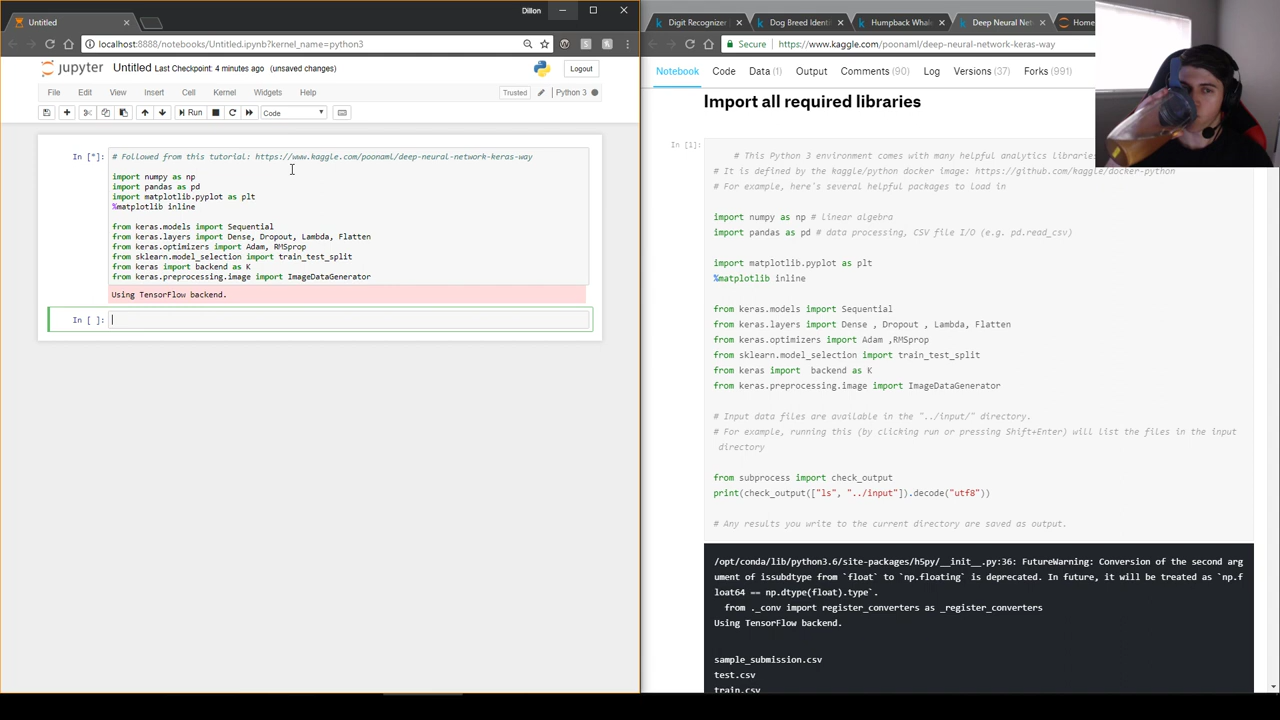 Untitled
Dillon
localhost:8888/notebooks/Untitled.ipynb?kernel_name=python3
jupyter Untitled Last Checkpoint: 4 minutes ago (unsaved changes)
Logout
File Edit View Insert Cell Kernel Widgets Help
Trusted
Python 3
Run
Code
In [*]:
# Followed from this tutorial: https://www.kaggle.com/poonaml/deep-neural-network-keras-way
import numpy as np
import pandas as pd
import matplotlib.pyplot as plt
%matplotlib inline
from keras.models import Sequential
from keras.layers import Dense, Dropout, Lambda, Flatten
from keras.optimizers import Adam, RMSprop
from sklearn.model_selection import train_test_split
from keras import backend as K
from keras.preprocessing.image import ImageDataGenerator
Using TensorFlow backend.
In [ ]:
Digit Recognizer
Dog Breed Identi
Humpback Whale
Deep Neural Net
Home
Secure https://www.kaggle.com/poonaml/deep-neural-network-keras-way
Notebook Code Data (1) Output Comments (90) Log Versions (37) Forks (991)
Import all required libraries
In [1]:
# This Python 3 environment comes with many helpful analytics libraries
# It is defined by the kaggle/python docker image: https://github.com/kaggle/docker-python
# For example, here's several helpful packages to load in
import numpy as np # linear algebra
import pandas as pd # data processing, CSV file I/O (e.g. pd.read_csv)
import matplotlib.pyplot as plt
%matplotlib inline
from keras.models import Sequential
from keras.layers import Dense , Dropout , Lambda, Flatten
from keras.optimizers import Adam ,RMSprop
from sklearn.model_selection import train_test_split
from keras import  backend as K
from keras.preprocessing.image import ImageDataGenerator
# Input data files are available in the "../input/" directory.
# For example, running this (by clicking run or pressing Shift+Enter) will list the files in the input
directory
from subprocess import check_output
print(check_output(["ls", "../input"]).decode("utf8"))
# Any results you write to the current directory are saved as output.
/opt/conda/lib/python3.6/site-packages/h5py/__init__.py:36: FutureWarning: Conversion of the second arg
ument of issubdtype from `float` to `np.floating` is deprecated. In future, it will be treated as `np.f
loat64 == np.dtype(float).type`.
from ._conv import register_converters as _register_converters
Using TensorFlow backend.
sample_submission.csv
test.csv
train.csv